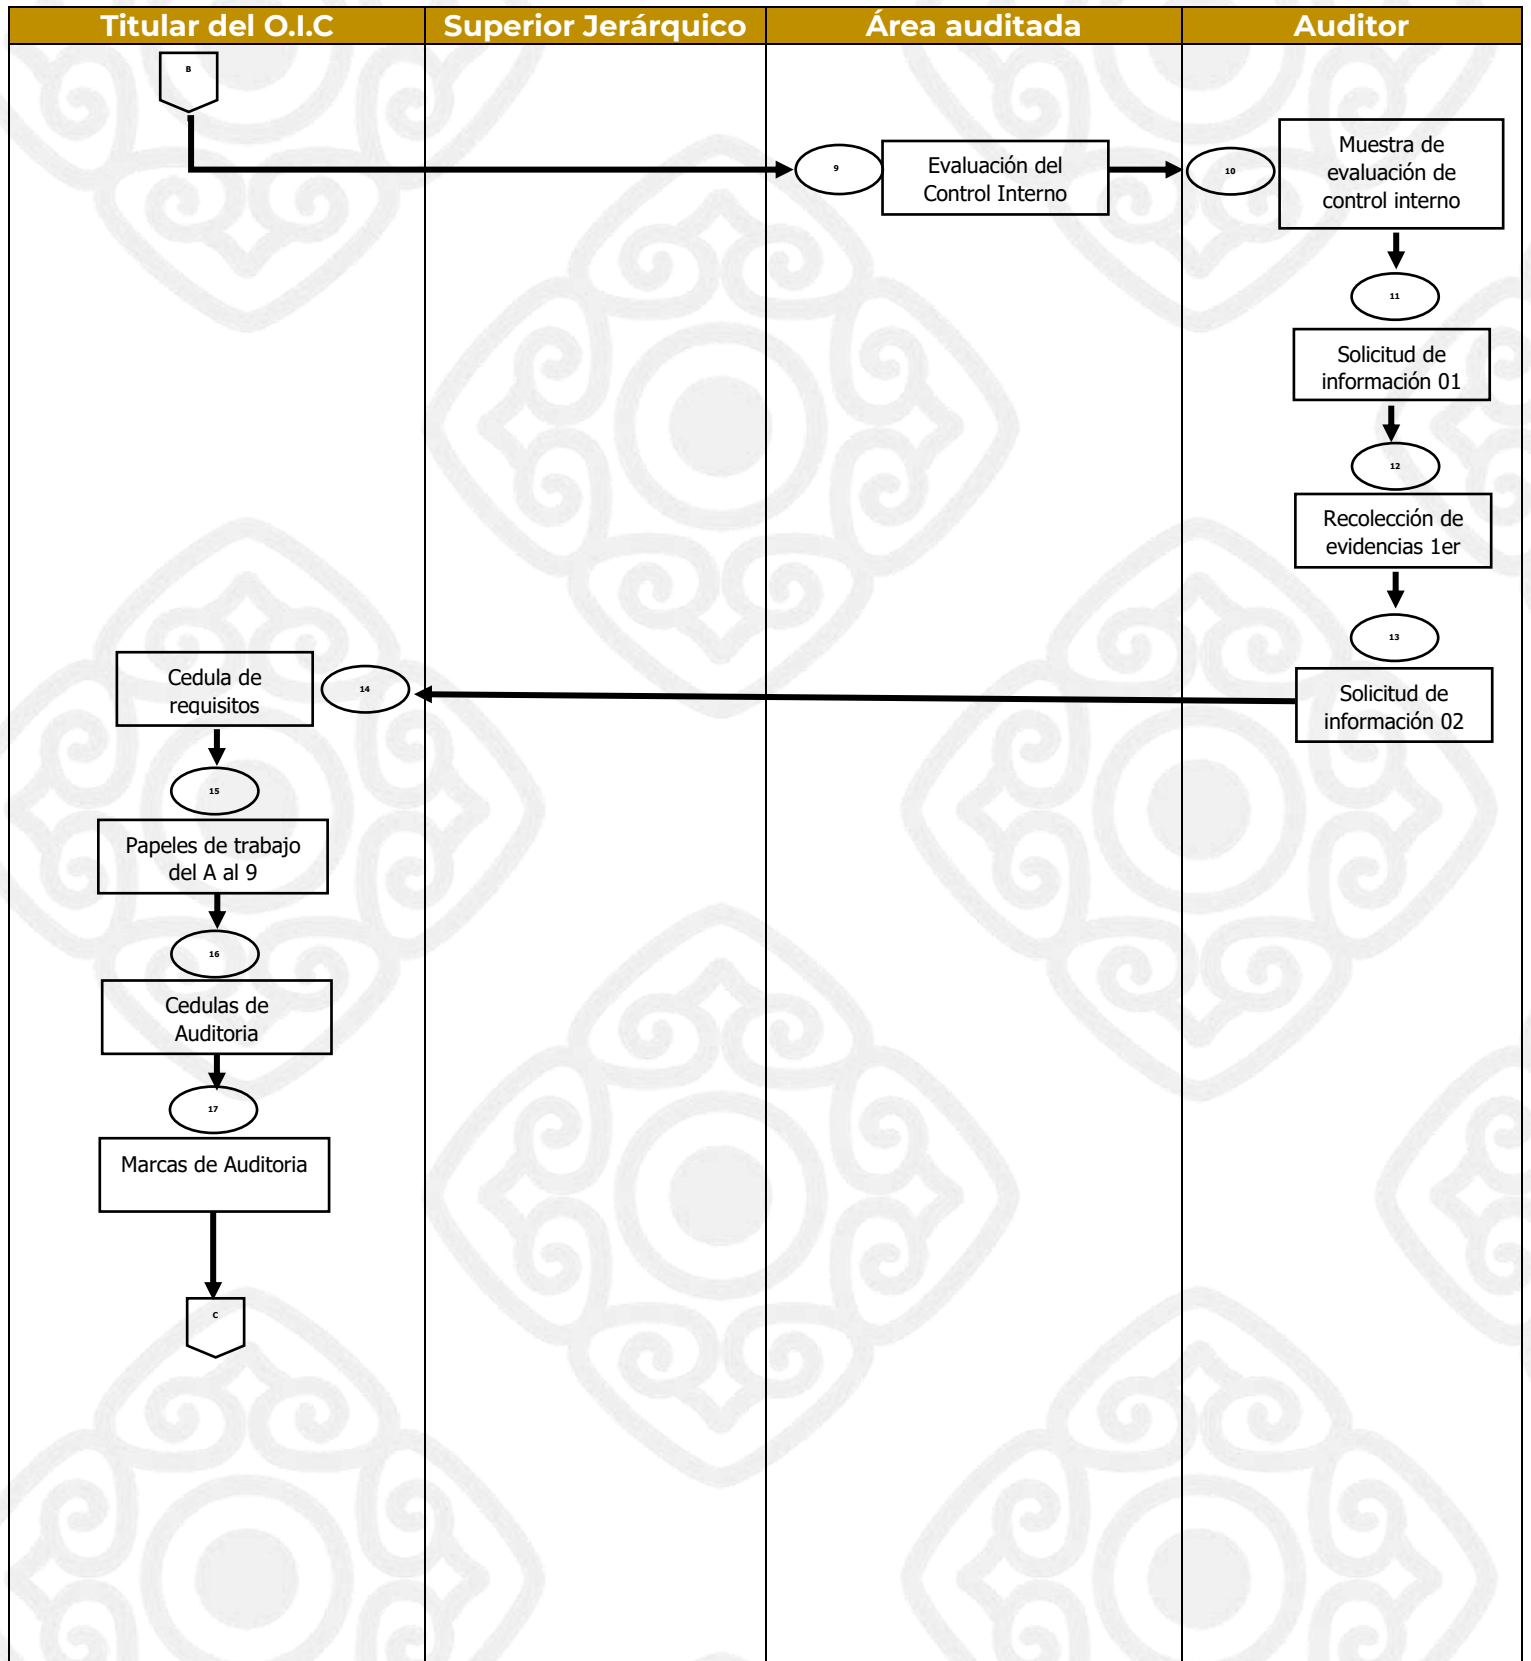 Titular del O.I.C
Superior Jerárquico
Área auditada
Auditor
B
9
Evaluación del
Control Interno
10
Muestra de
evaluación de
control interno
11
Solicitud de
información 01
12
Recolección de
evidencias 1er
13
Solicitud de
información 02
14
Cedula de
requisitos
15
Papeles de trabajo
del A al 9
16
Cedulas de
Auditoria
17
Marcas de Auditoria
C